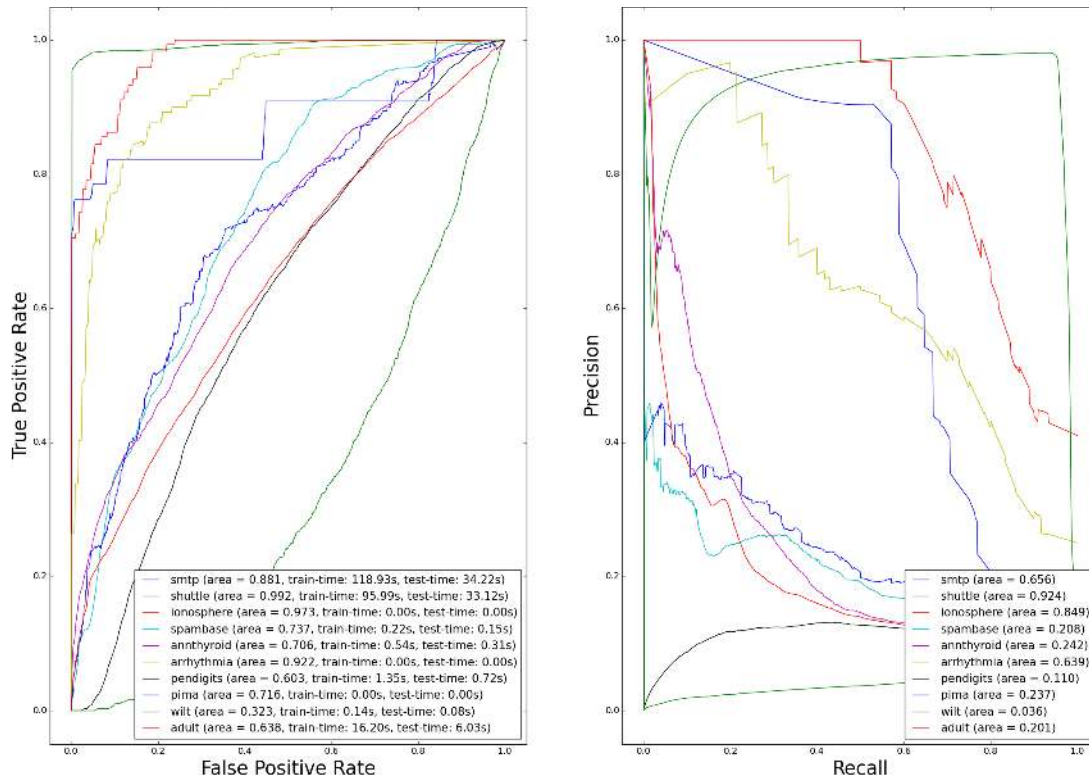 1.0
0.8
0.6
0.4
0.2
0.0
True Positive Rate
smtp (area = 0.881, train-time: 118.93s, test-time: 34.22s)
shuttle (area = 0.992, train-time: 95.99s, test-time: 33.12s)
ionosphere (area = 0.973, train-time: 0.00s, test-time: 0.00s)
spambase (area = 0.737, train-time: 0.22s, test-time: 0.15s)
annthyroid (area = 0.706, train-time: 0.54s, test-time: 0.31s)
arrhythmia (area = 0.922, train-time: 0.00s, test-time: 0.00s)
pendigits (area = 0.603, train-time: 1.35s, test-time: 0.72s)
pima (area = 0.716, train-time: 0.00s, test-time: 0.00s)
wilt (area = 0.323, train-time: 0.14s, test-time: 0.08s)
adult (area = 0.638, train-time: 16.20s, test-time: 6.03s)
0.0 0.2 0.4 0.6 0.8 1.0
False Positive Rate
1.0
0.8
0.6
0.4
0.2
0.0
Precision
smtp (area = 0.656)
shuttle (area = 0.924)
ionosphere (area = 0.849)
spambase (area = 0.208)
annthyroid (area = 0.242)
arrhythmia (area = 0.639)
pendigits (area = 0.110)
pima (area = 0.237)
wilt (area = 0.036)
adult (area = 0.201)
0.0 0.2 0.4 0.6 0.8 1.0
Recall